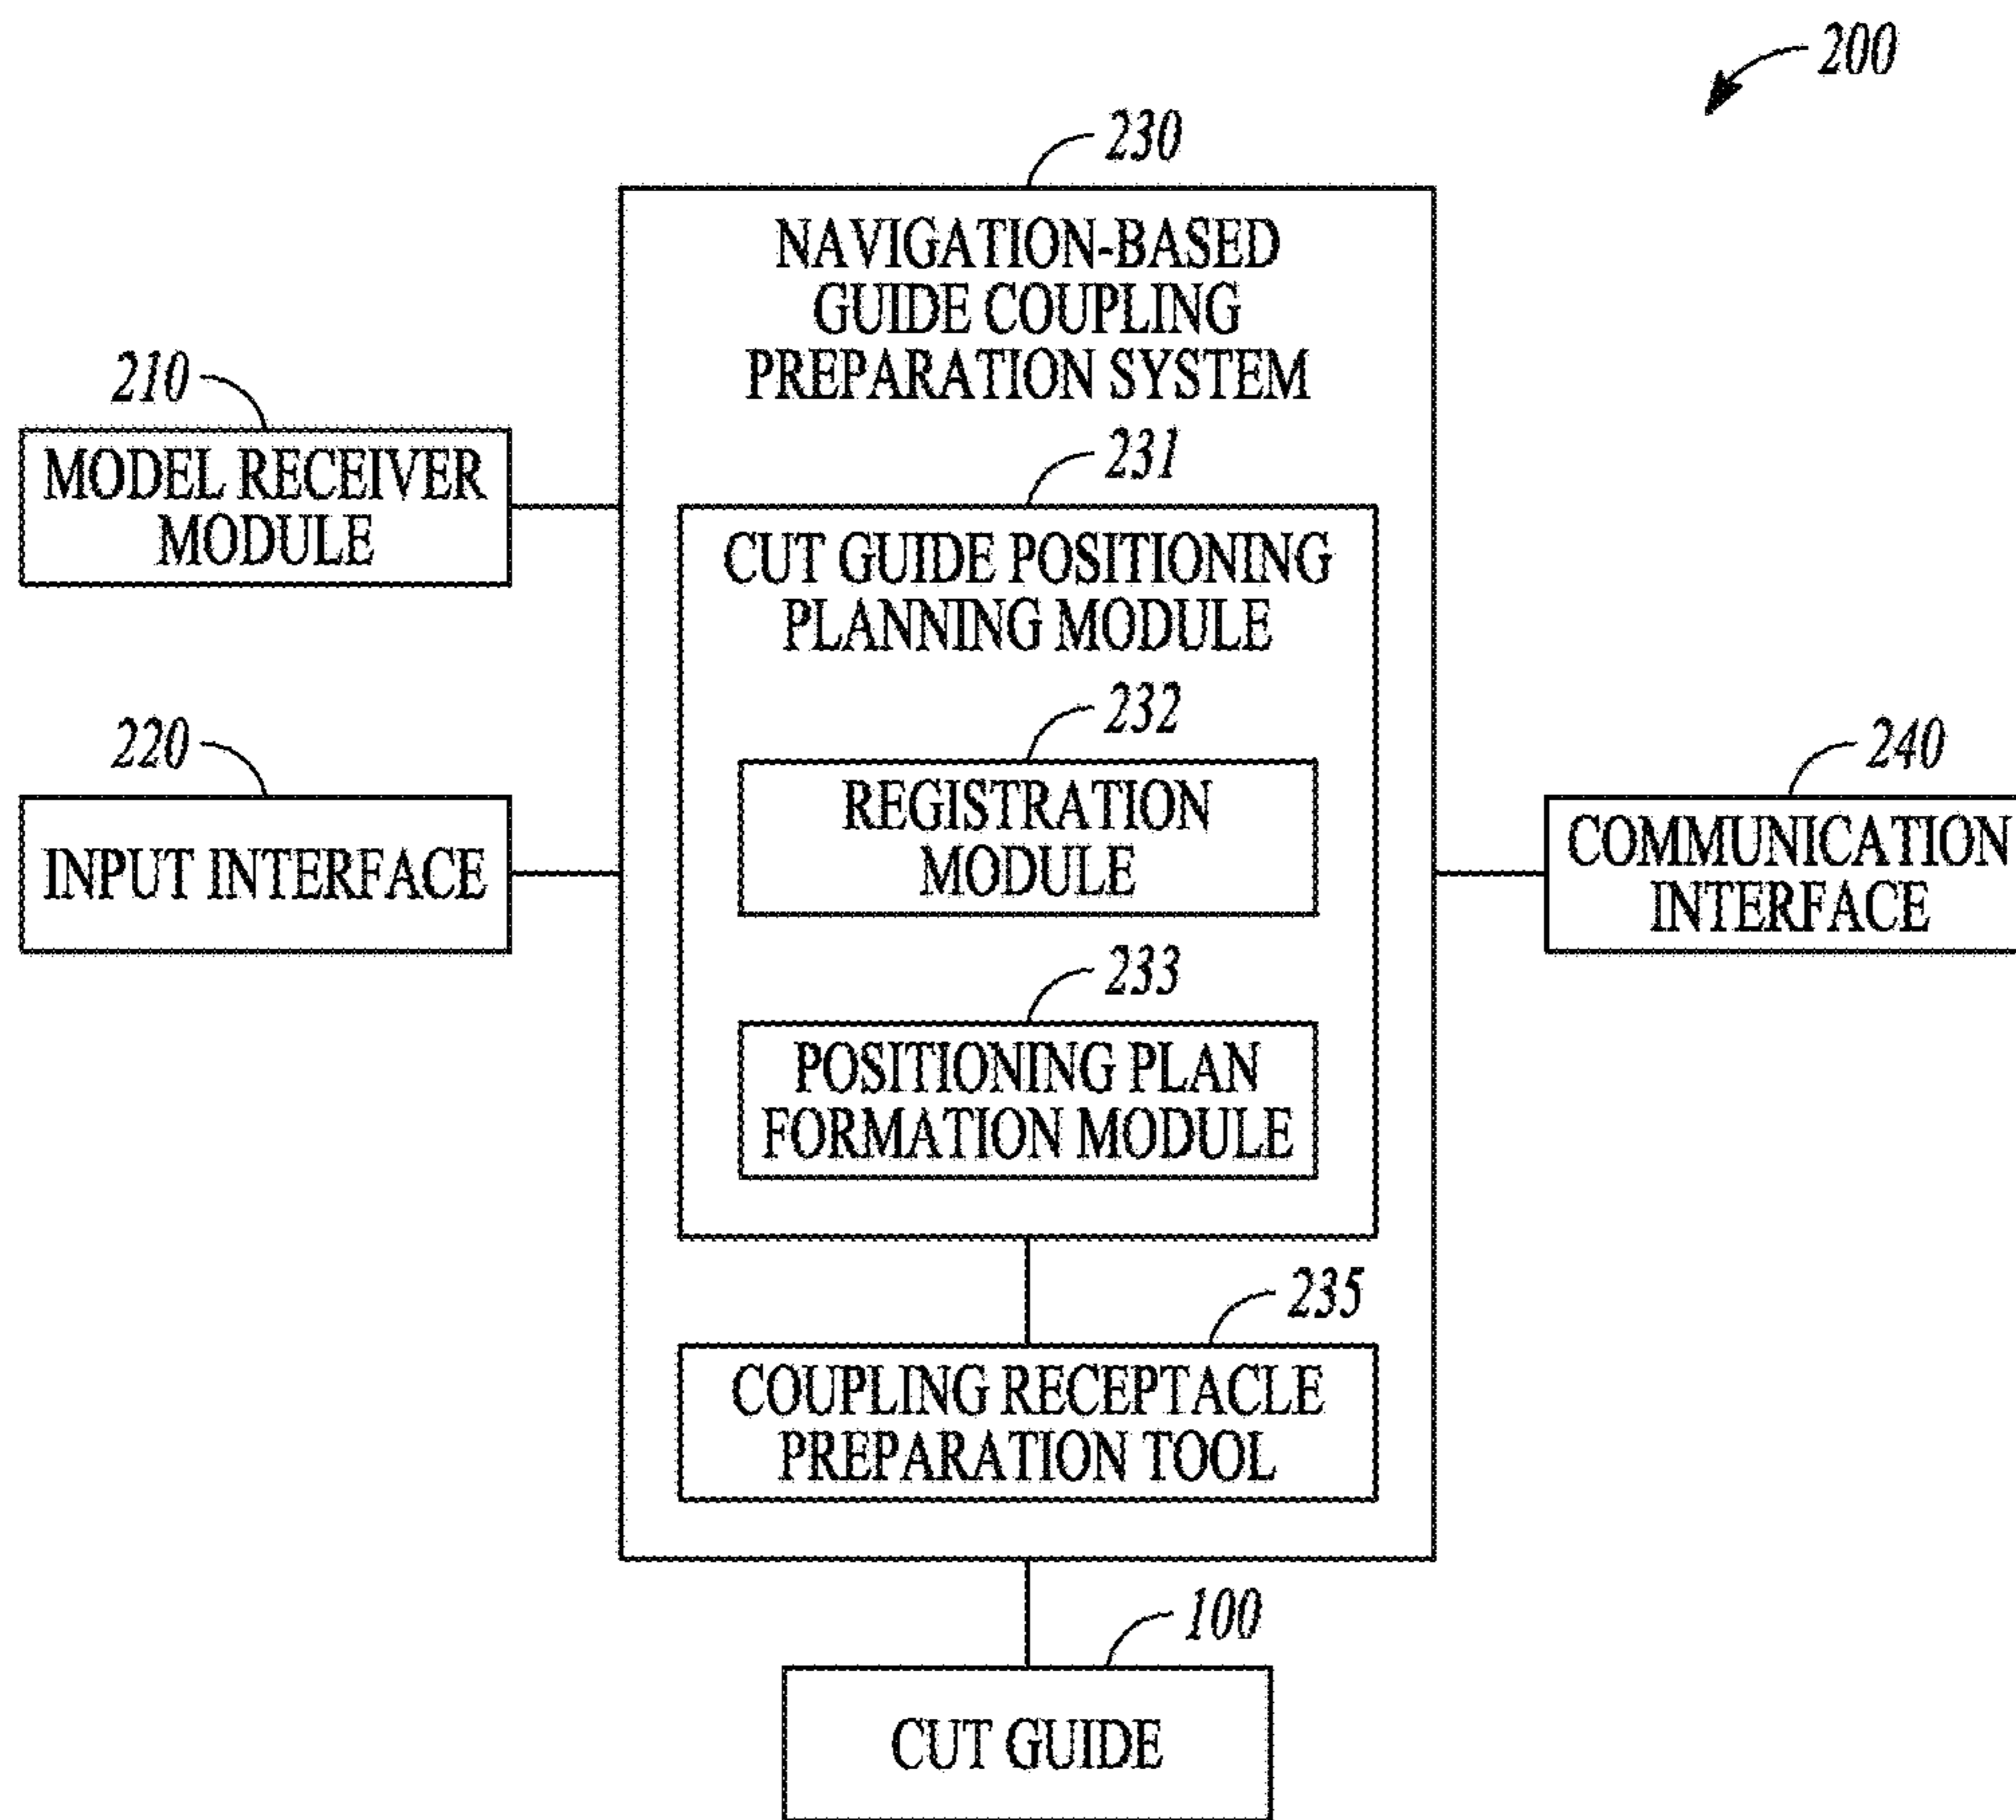 200
230
NAVIGATION-BASED
GUIDE COUPLING
PREPARATION SYSTEM
210
MODEL RECEIVER
MODULE
231
CUT GUIDE POSITIONING
PLANNING MODULE
220
INPUT INTERFACE
232
REGISTRATION
MODULE
240
COMMUNICATION
INTERFACE
233
POSITIONING PLAN
FORMATION MODULE
235
COUPLING RECEPTACLE
PREPARATION TOOL
100
CUT GUIDE